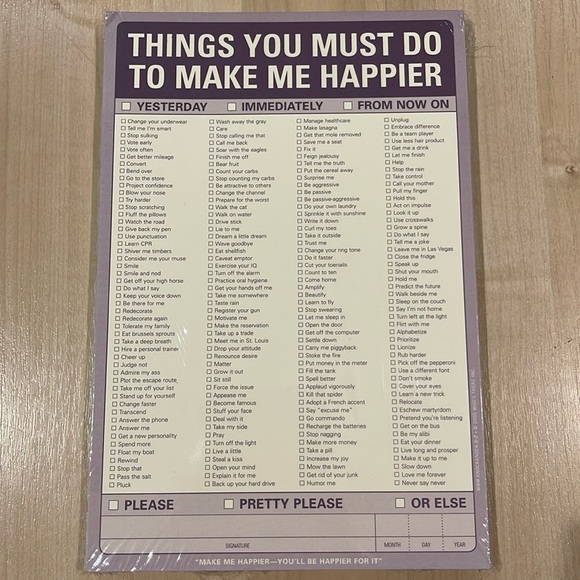 THINGS YOU MUST DO
TO MAKE ME HAPPIER
YESTERDAY IMMEDIATELY FROM NOW ON
Change your underwear
Tell me I'm smart
Stop sulking
Vote early
Vote often
Get better mileage
Convert
Bend over
Go to the store
Project confidence
Blow your nose
Try harder
Stop scratching
Fluff the pillows
Watch the road
Give back my pen
Use punctuation
Learn CPR
Shiver me timbers
Consider me your muse
Smile
Smile and nod
Get off your high horse
Do what I say
Keep your voice down
Be there for me
Redecorate
Redecorate again
Tolerate my family
Eat brussels sprouts
Take a deep breath
Hire a personal trainer
Cheer up
Judge not
Admire my ass
Plot the escape route
Take me off your list
Stand up for yourself
Change faster
Transcend
Answer the phone
Answer me
Get a new personality
Spend more
Float my boat
Rewind
Stop that
Pass the salt
Pluck
Wash away the gray
Care
Stop calling me that
Call me back
Soar with the eagles
Finish me off
Bear fruit
Count your carbs
Stop counting my carbs
Be attractive to others
Change the channel
Prepare for the worst
Walk the cat
Walk on water
Drive stick
Lie to me
Dream a little dream
Wave goodbye
Eat shellfish
Caveat emptor
Exercise your IQ
Turn off the alarm
Practice oral hygiene
Get your hands off me
Take me somewhere
Taste rain
Register your gun
Motivate me
Make the reservation
Take up a trade
Meet me in St. Louis
Drop your attitude
Renounce desire
Matter
Grow it out
Sit still
Force the issue
Appease me
Become famous
Stuff your face
Deal with it
Take my side
Pray
Turn off the light
Live a little
Steal a kiss
Open your mind
Explain it for me
Back up your hard drive
Manage healthcare
Make lasagna
Get that mole removed
Save me a seat
Fix it
Feign jealousy
Tell me the truth
Put the cereal away
Surprise me
Be aggressive
Be passive
Be passive-aggressive
Do your own laundry
Sprinkle it with sunshine
Write it down
Curl my toes
Take it outside
Trust me
Change your ring tone
Do it faster
Cut your toenails
Count to ten
Come home
Amplify
Beautify
Learn to fly
Stop swearing
Let me sleep in
Open the door
Get off the computer
Settle down
Carry me piggyback
Stoke the fire
Put money in the meter
Fill the tank
Spell better
Applaud vigorously
Kill that spider
Adopt a French accent
Say "excuse me"
Go commando
Recharge the batteries
Stop nagging
Make more money
Take a pill
Increase my joy
Mow the lawn
Get rid of your junk
Humor me
Unplug
Embrace difference
Be a team player
Use less hair product
Get me a drink
Let me finish
Help
Stop the rain
Take control
Call your mother
Pull my finger
Hold this
Act on impulse
Look it up
Use crosswalks
Grow a spine
Do what I say
Tell me a joke
Leave me in Las Vegas
Close the fridge
Speak up
Shut your mouth
Hold me
Predict the future
Walk beside me
Sleep on the couch
Say I'm not home
Turn left at the light
Flirt with me
Alphabetize
Prioritize
Lionize
Rub harder
Pick off the pepperoni
Use a different font
Don't smoke
Cover your eyes
Learn a new trick
Relocate
Eschew martyrdom
Pretend you're listening
Get on the bus
Be my alibi
Eat your dinner
Live long and prosper
Make it up to me
Slow down
Love me forever
Never say never
PLEASE PRETTY PLEASE OR ELSE
SIGNATURE MONTH DAY YEAR
"MAKE ME HAPPIER—YOU'LL BE HAPPIER FOR IT"